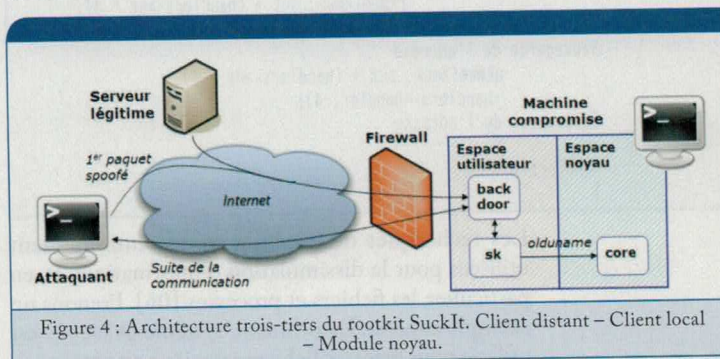 Serveur
légitime
1er paquet
spoofé
Internet
Firewall
Machine
compromise
Espace
utilisateur
Espace
noyau
back
door
sk
olduname
core
>_
>_
Attaquant
Suite de la
communication
Figure 4 : Architecture trois-tiers du rootkit SuckIt. Client distant – Client local
– Module noyau.